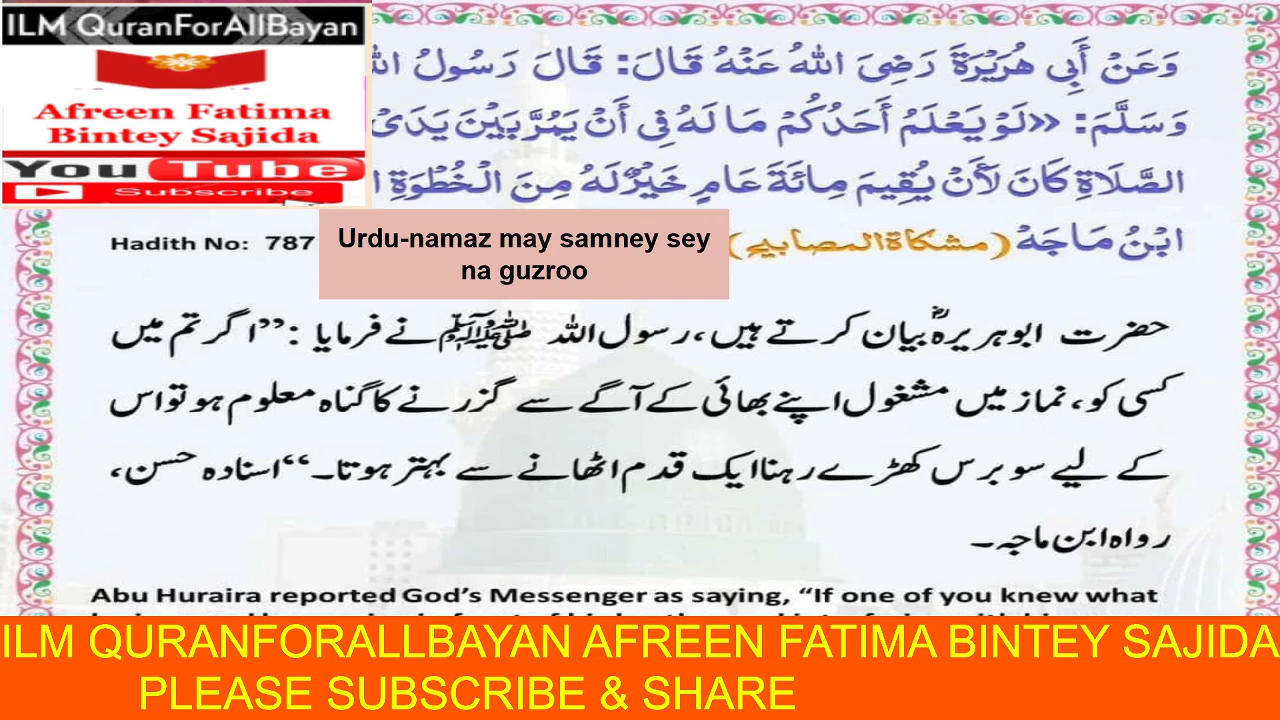 ILM QuranForAllBayan
Afreen Fatima
Bintey Sajida
YouTube
Subscribe
وَعَنْ أَبِي هُرَيْرَةَ رَضِيَ اللهُ عَنْهُ قَالَ: قَالَ رَسُولُ
وَسَلَّمَ: «لَوْ يَعْلَمُ أَحَدُكُمْ مَا لَهُ فِي أَنْ يَمُرَّ بَيْنَ يَدَيْ
الصَّلَاةِ كَانَ لَأَنْ يُقِيمَ مِائَةَ عَامٍ خَيْرٌ لَهُ مِنَ الْخُطْوَةِ
ابْنُ مَاجَهْ (مشکاۃ المصابیح)
Hadith No: 787
Urdu-namaz may samney sey
na guzroo
حضرت ابوہریرہؓ بیان کرتے ہیں، رسول اللہ ﷺ نے فرمایا :’’اگر تم میں
کسی کو، نماز میں مشغول اپنے بھائی کے آگے سے گزرنے کا گناہ معلوم ہو تو اس
کے لیے سو برس کھڑے رہنا ایک قدم اٹھانے سے بہتر ہوتا۔‘‘ اسنادہ حسن،
رواہ ابن ماجہ۔
Abu Huraira reported God’s Messenger as saying, “If one of you knew what
ILM QURANFORALLBAYAN AFREEN FATIMA BINTEY SAJIDA
PLEASE SUBSCRIBE & SHARE